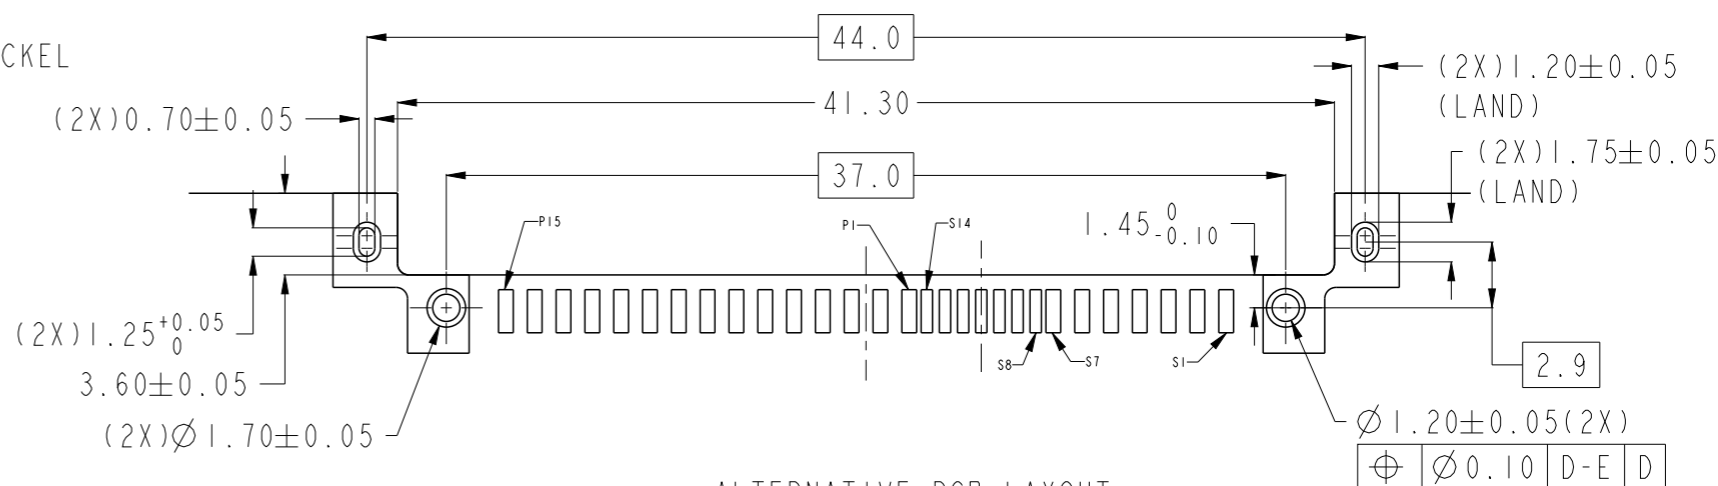 CKEL
44.0
(2X)1.20±0.05
(LAND)
(2X)0.70±0.05
41.30
(2X)1.75±0.05
(LAND)
37.0
P15
P1
S14
1.45 0 -0.10
(2X)1.25 +0.05 0
S8
S7
S1
2.9
3.60±0.05
(2X)Ø1.70±0.05
Ø1.20±0.05(2X)
⌖ Ø0.10 D-E D
ALTERNATIVE PCB LAYOUT